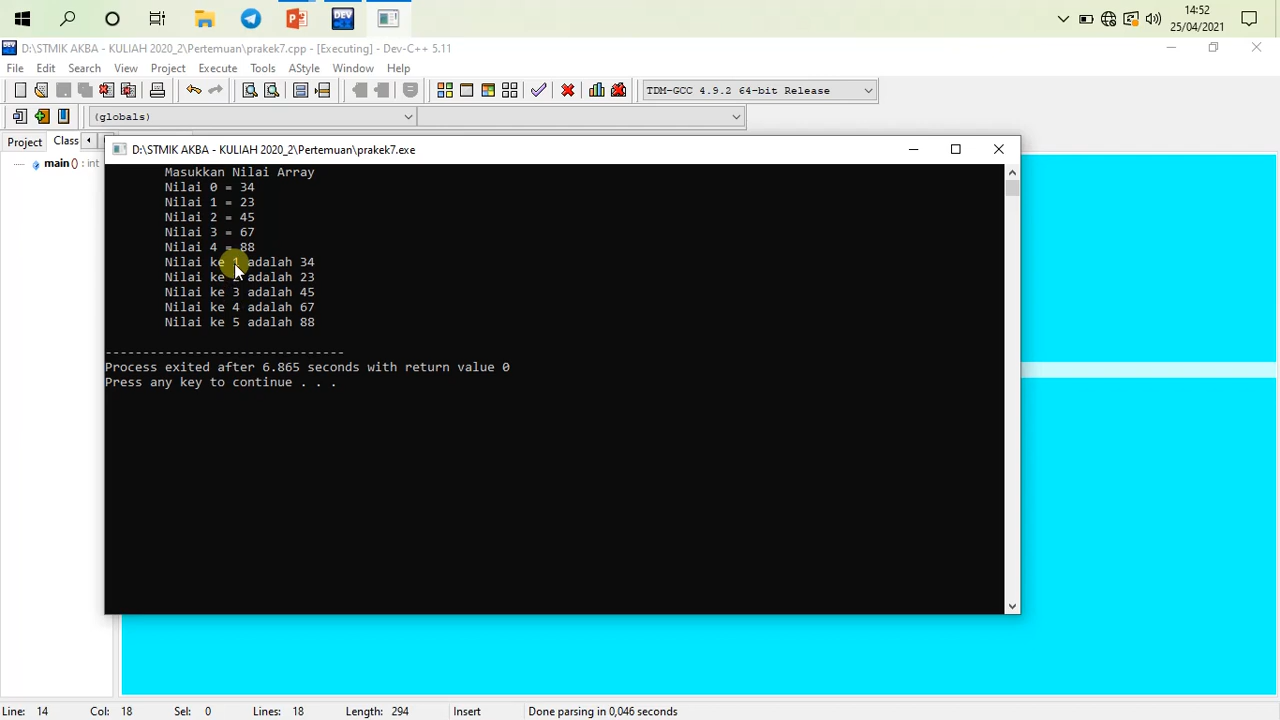 14:52
25/04/2021
D:\STMIK AKBA - KULIAH 2020_2\Pertemuan\prakek7.cpp - [Executing] - Dev-C++ 5.11
File Edit Search View Project Execute Tools AStyle Window Help
TDM-GCC 4.9.2 64-bit Release
(globals)
Project Class
main () : int
D:\STMIK AKBA - KULIAH 2020_2\Pertemuan\prakek7.exe
Masukkan Nilai Array
Nilai 0 = 34
Nilai 1 = 23
Nilai 2 = 45
Nilai 3 = 67
Nilai 4 = 88
Nilai ke 1 adalah 34
Nilai ke 2 adalah 23
Nilai ke 3 adalah 45
Nilai ke 4 adalah 67
Nilai ke 5 adalah 88
--------------------------------
Process exited after 6.865 seconds with return value 0
Press any key to continue . . .
Line: 14 Col: 18 Sel: 0 Lines: 18 Length: 294 Insert Done parsing in 0,046 seconds